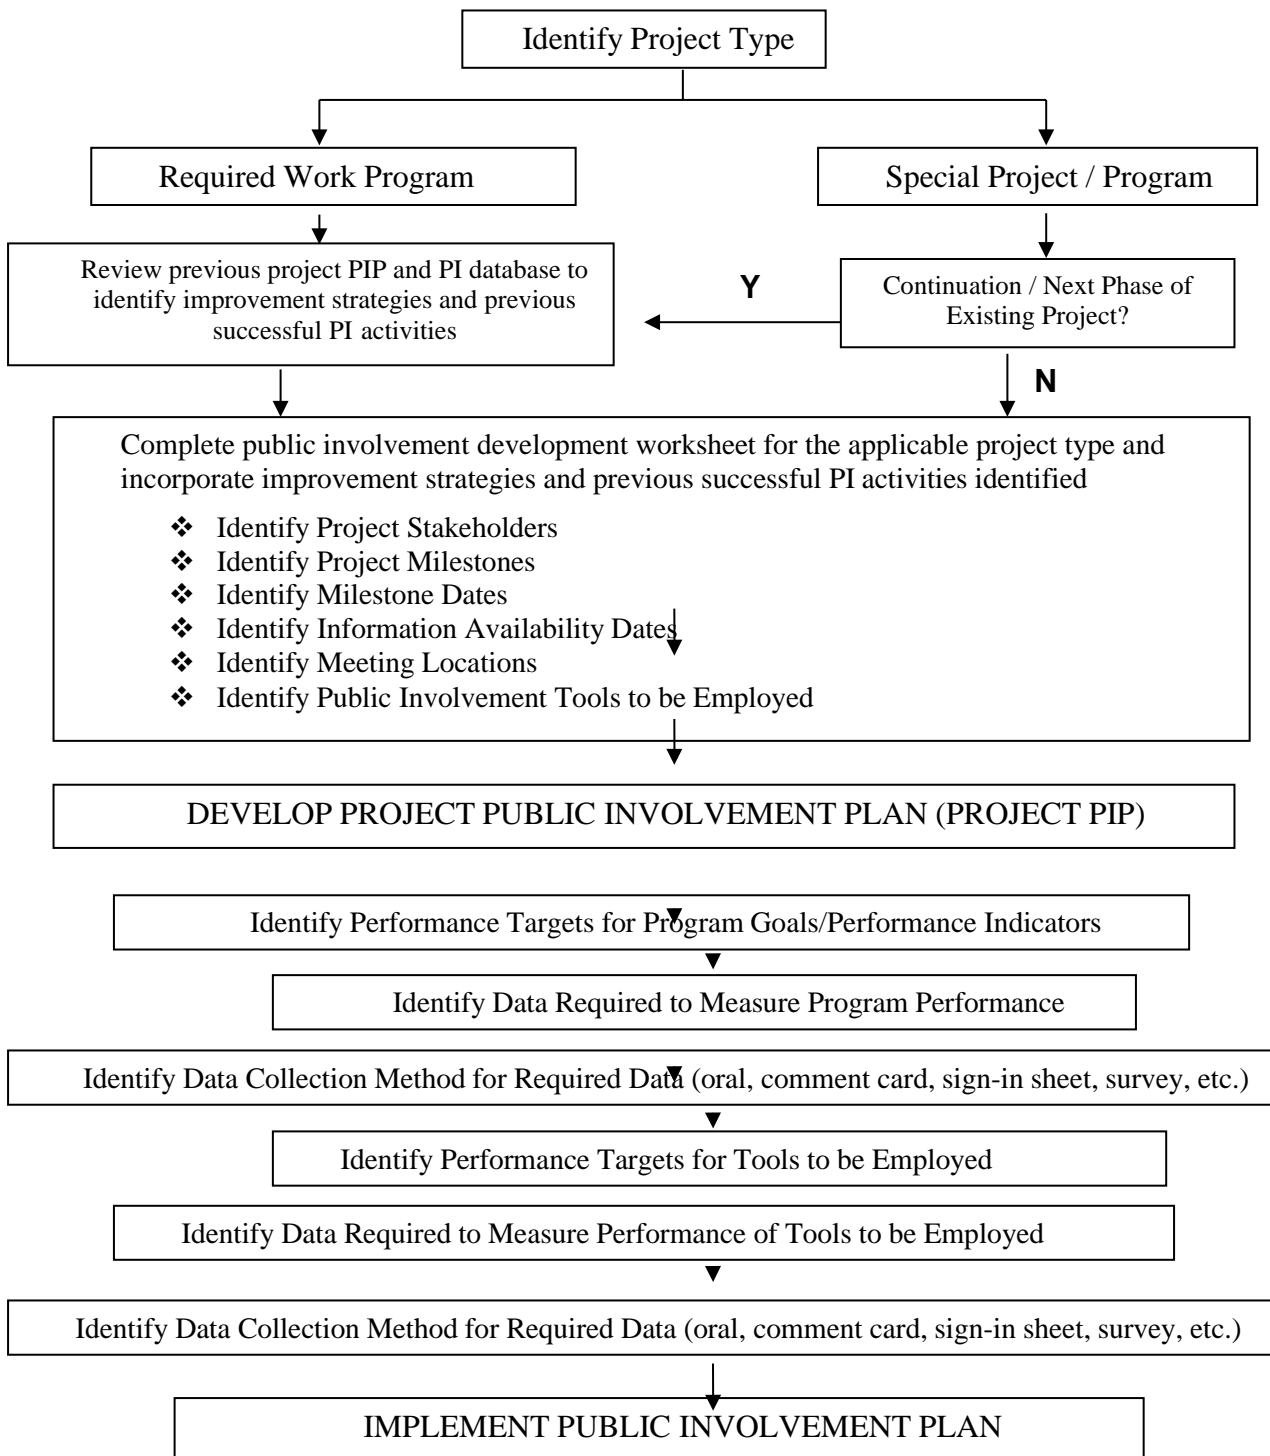 Identify Project Type
Required Work Program
Special Project / Program
Review previous project PIP and PI database to
identify improvement strategies and previous
successful PI activities
Y
Continuation / Next Phase of
Existing Project?
N
Complete public involvement development worksheet for the applicable project type and
incorporate improvement strategies and previous successful PI activities identified
❖ Identify Project Stakeholders
❖ Identify Project Milestones
❖ Identify Milestone Dates
❖ Identify Information Availability Dates
❖ Identify Meeting Locations
❖ Identify Public Involvement Tools to be Employed
DEVELOP PROJECT PUBLIC INVOLVEMENT PLAN (PROJECT PIP)
Identify Performance Targets for Program Goals/Performance Indicators
Identify Data Required to Measure Program Performance
Identify Data Collection Method for Required Data (oral, comment card, sign-in sheet, survey, etc.)
Identify Performance Targets for Tools to be Employed
Identify Data Required to Measure Performance of Tools to be Employed
Identify Data Collection Method for Required Data (oral, comment card, sign-in sheet, survey, etc.)
IMPLEMENT PUBLIC INVOLVEMENT PLAN